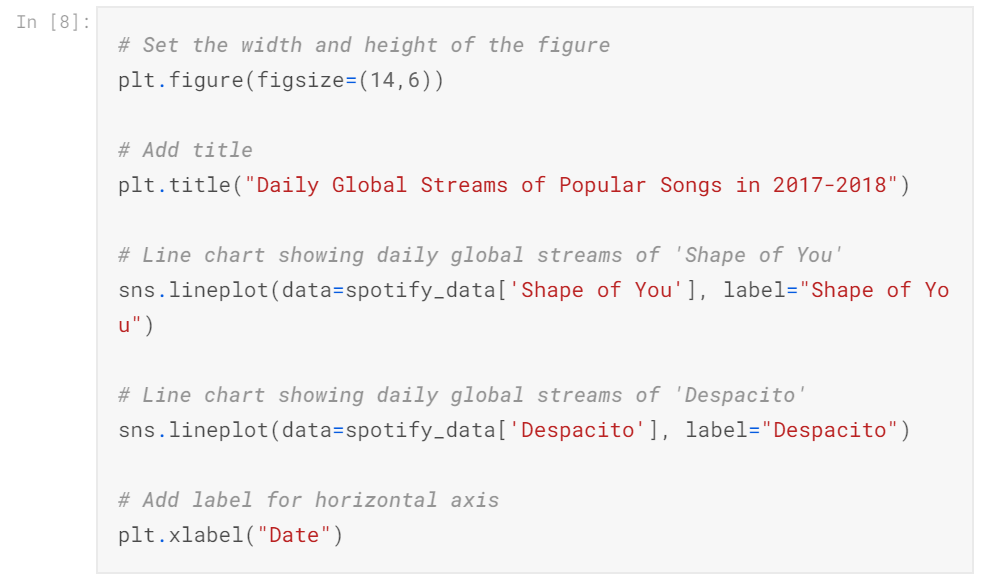 In [8]:
# Set the width and height of the figure
plt.figure(figsize=(14,6))
# Add title
plt.title("Daily Global Streams of Popular Songs in 2017-2018")
# Line chart showing daily global streams of 'Shape of You'
sns.lineplot(data=spotify_data['Shape of You'], label="Shape of Yo
u")
# Line chart showing daily global streams of 'Despacito'
sns.lineplot(data=spotify_data['Despacito'], label="Despacito")
# Add label for horizontal axis
plt.xlabel("Date")